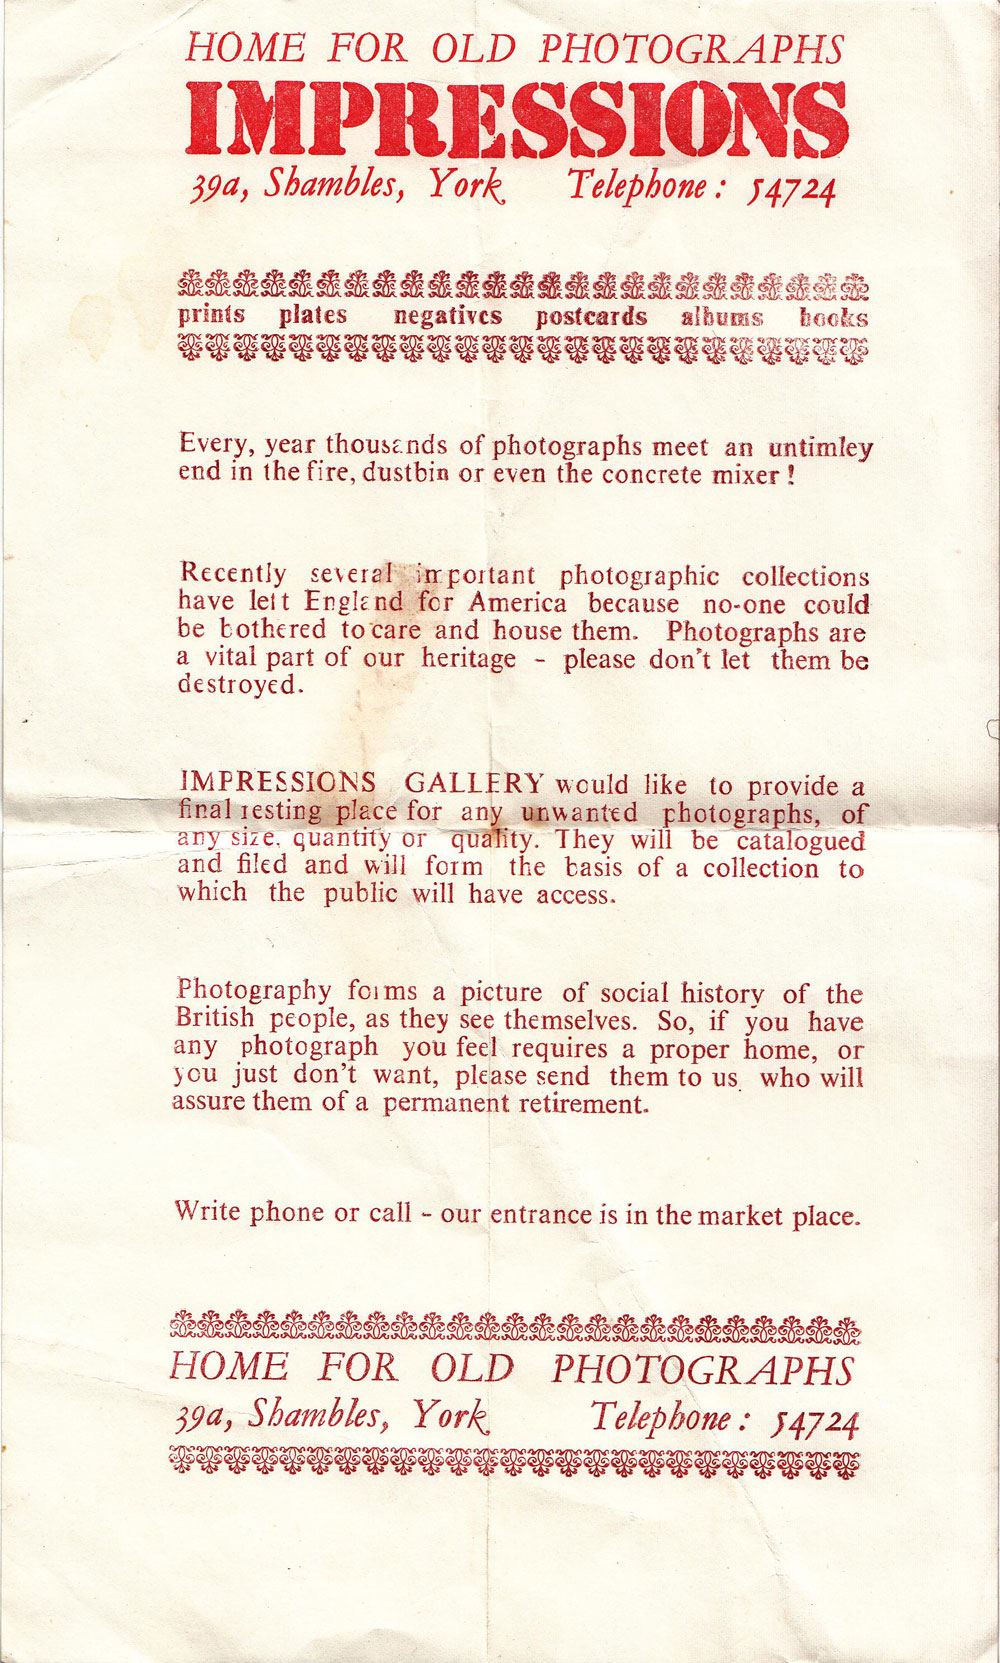 HOME FOR OLD PHOTOGRAPHS
IMPRESSIONS
39a, Shambles, York. Telephone: 54724
prints plates negatives postcards albums books
Every, year thousands of photographs meet an untimley
end in the fire, dustbin or even the concrete mixer!
Recently several important photographic collections
have left England for America because no-one could
be bothered to care and house them. Photographs are
a vital part of our heritage - please don't let them be
destroyed.
IMPRESSIONS GALLERY would like to provide a
final resting place for any unwanted photographs, of
any size, quantity or quality. They will be catalogued
and filed and will form the basis of a collection to
which the public will have access.
Photography forms a picture of social history of the
British people, as they see themselves. So, if you have
any photograph you feel requires a proper home, or
you just don't want, please send them to us, who will
assure them of a permanent retirement.
Write phone or call - our entrance is in the market place.
HOME FOR OLD PHOTOGRAPHS
39a, Shambles, York. Telephone: 54724